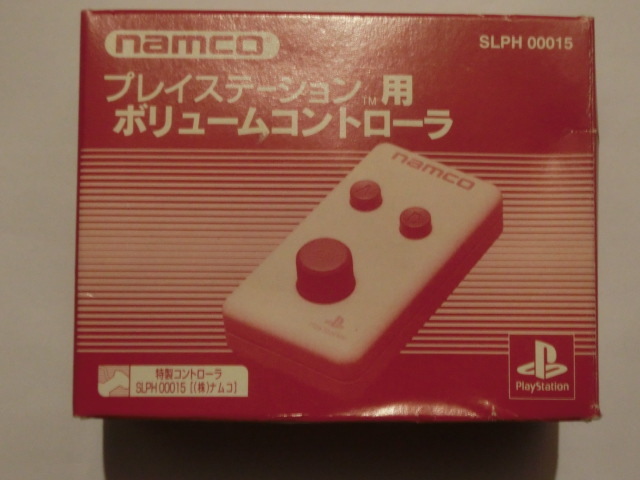 namco
SLPH 00015
プレイステーション™用
ボリュームコントローラ
namco
特製コントローラ
SLPH 00015 [(株)ナムコ]
PlayStation